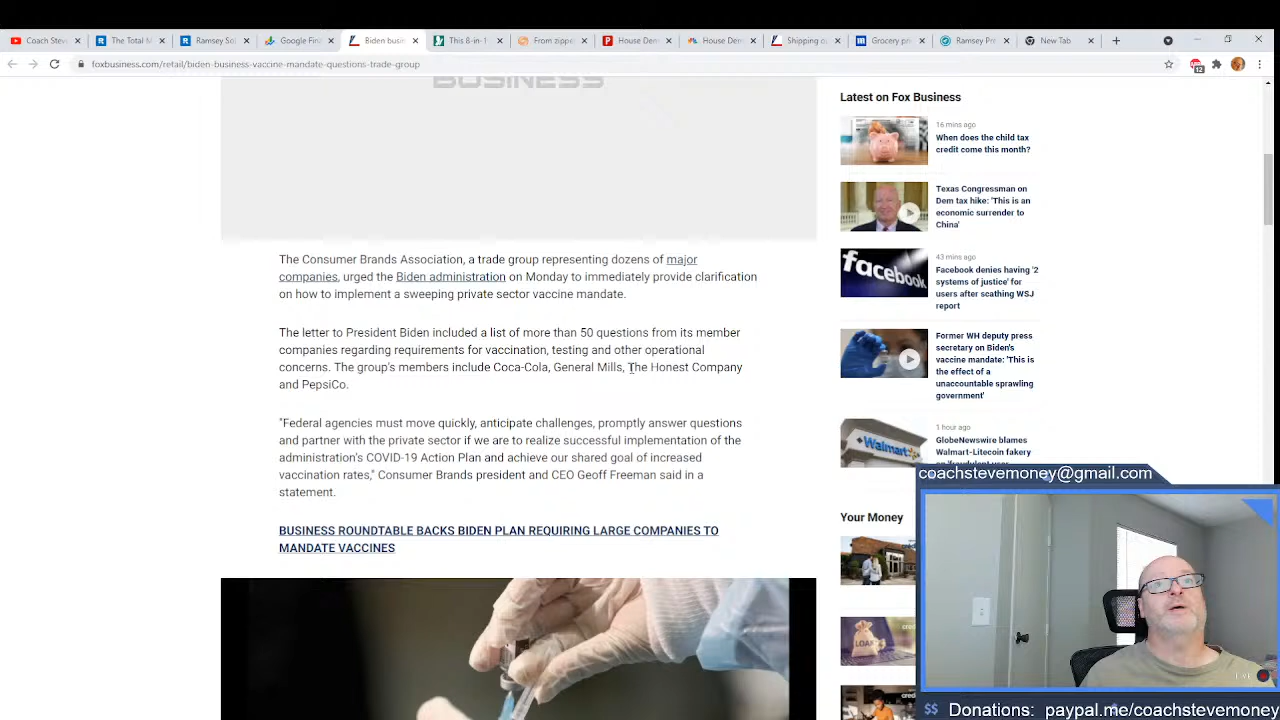 Coach Steve
The Total M
Ramsey So
Google Fina
Biden busi
This 8-in-1
From zippe
House Dem
House Dem
Shipping co
Grocery pri
Ramsey Pr
New Tab
foxbusiness.com/retail/biden-business-vaccine-mandate-questions-trade-group
12
BUSINESS
The Consumer Brands Association, a trade group representing dozens of major
companies, urged the Biden administration on Monday to immediately provide clarification
on how to implement a sweeping private sector vaccine mandate.
The letter to President Biden included a list of more than 50 questions from its member
companies regarding requirements for vaccination, testing and other operational
concerns. The group's members include Coca-Cola, General Mills, The Honest Company
and PepsiCo.
"Federal agencies must move quickly, anticipate challenges, promptly answer questions
and partner with the private sector if we are to realize successful implementation of the
administration's COVID-19 Action Plan and achieve our shared goal of increased
vaccination rates," Consumer Brands president and CEO Geoff Freeman said in a
statement.
BUSINESS ROUNDTABLE BACKS BIDEN PLAN REQUIRING LARGE COMPANIES TO
MANDATE VACCINES
Latest on Fox Business
16 mins ago
When does the child tax
credit come this month?
Texas Congressman on
Dem tax hike: 'This is an
economic surrender to
China'
facebook
43 mins ago
Facebook denies having '2
systems of justice' for
users after scathing WSJ
report
Former WH deputy press
secretary on Biden's
vaccine mandate: 'This is
the effect of a
unaccountable sprawling
government'
Walmart
1 hour ago
GlobeNewswire blames
Walmart-Litecoin fakery
Your Money
LOAN
coachstevemoney@gmail.com
LIVE
$$ Donations: paypal.me/coachstevemoney